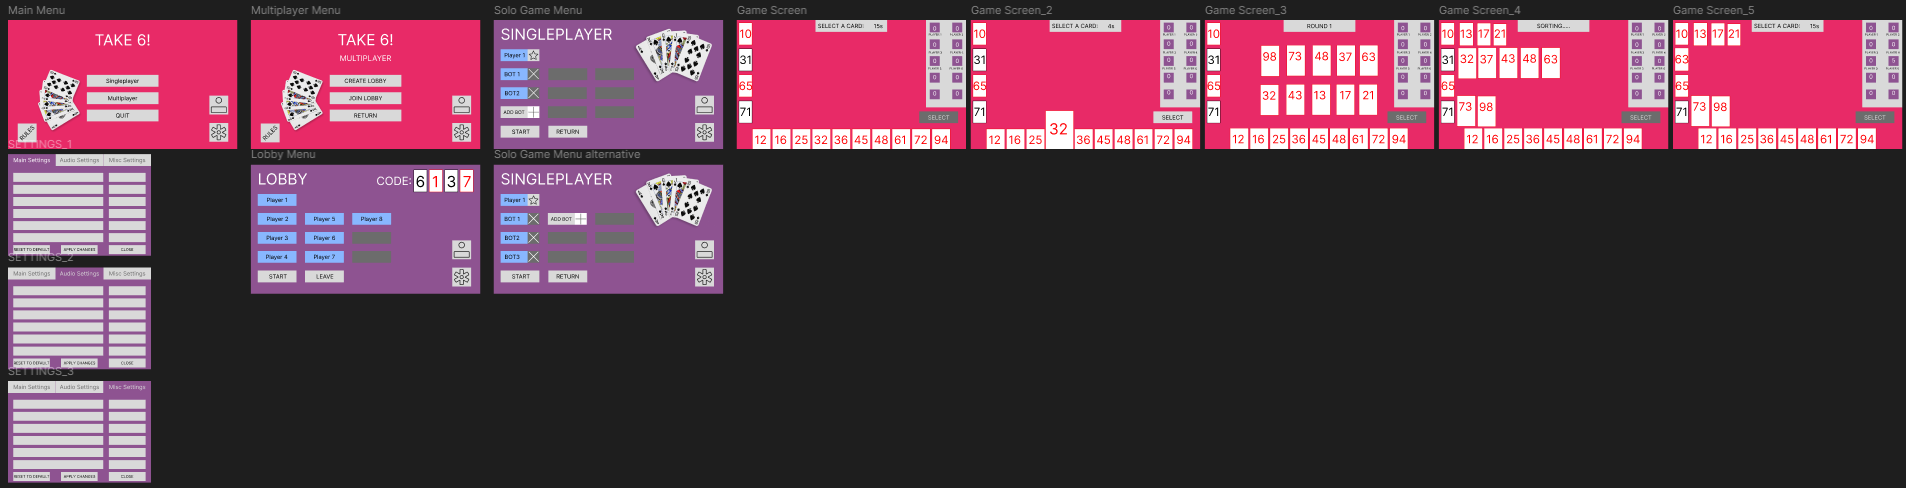 Main Menu
TAKE 6!
Singleplayer
Multiplayer
QUIT
RULES
Multiplayer Menu
TAKE 6!
MULTIPLAYER
CREATE LOBBY
JOIN LOBBY
RETURN
RULES
Solo Game Menu
SINGLEPLAYER
Player 1
BOT 1
BOT2
ADD BOT
START RETURN
Game Screen
SELECT A CARD: 15s
10
31
65
71
SELECT
12 16 25 32 36 45 48 61 72 94
Game Screen_2
SELECT A CARD: 4s
10
31
65
71
SELECT
12 16 25 32 36 45 48 61 72 94
Game Screen_3
ROUND 1
10
31
65
71
98 73 48 37 63
32 43 13 17 21
SELECT
12 16 25 36 45 48 61 72 94
Game Screen_4
SORTING.....
10 13 17 21
31 32 37 43 48 63
65
71 73 98
SELECT
12 16 25 36 45 48 61 72 94
Game Screen_5
SELECT A CARD: 15s
10 13 17 21
63
65
71 73 98
SELECT
12 16 25 36 45 48 61 72 94
SETTINGS_1
Main Settings Audio Settings Misc Settings
RESET TO DEFAULT APPLY CHANGES CLOSE
Lobby Menu
LOBBY CODE: 6 1 3 7
Player 1
Player 2 Player 5 Player 8
Player 3 Player 6
Player 4 Player 7
START LEAVE
Solo Game Menu alternative
SINGLEPLAYER
Player 1
BOT 1 ADD BOT
BOT2
BOT3
START RETURN
SETTINGS_2
Main Settings Audio Settings Misc Settings
RESET TO DEFAULT APPLY CHANGES CLOSE
SETTINGS_3
Main Settings Audio Settings Misc Settings
RESET TO DEFAULT APPLY CHANGES CLOSE